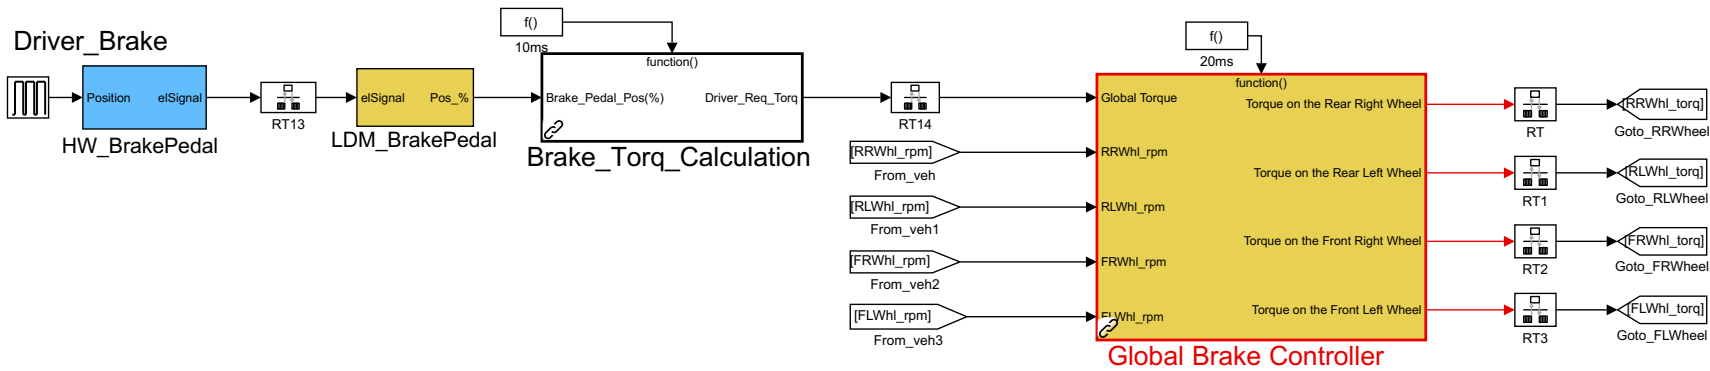 Driver_Brake
Position
elSignal
HW_BrakePedal
RT13
elSignal
Pos_%
LDM_BrakePedal
f()
10ms
function()
Brake_Pedal_Pos(%)
Driver_Req_Torq
Brake_Torq_Calculation
RT14
[RRWhl_rpm]
From_veh
[RLWhl_rpm]
From_veh1
[FRWhl_rpm]
From_veh2
[FLWhl_rpm]
From_veh3
f()
20ms
function()
Global Torque
RRWhl_rpm
RLWhl_rpm
FRWhl_rpm
FLWhl_rpm
Torque on the Rear Right Wheel
Torque on the Rear Left Wheel
Torque on the Front Right Wheel
Torque on the Front Left Wheel
Global Brake Controller
RT
[RRWhl_torq]
Goto_RRWheel
RT1
[RLWhl_torq]
Goto_RLWheel
RT2
[FRWhl_torq]
Goto_FRWheel
RT3
[FLWhl_torq]
Goto_FLWheel